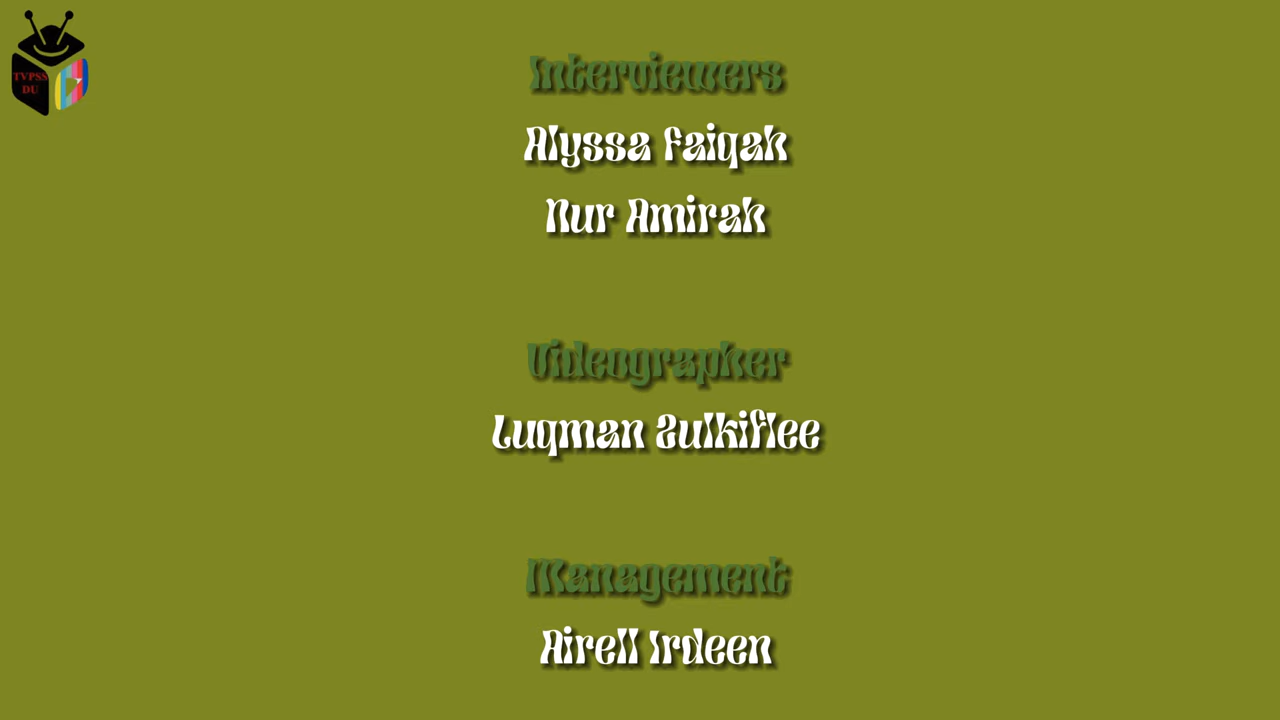 TVPSS
DU
Interviewers
Alyssa Faiqah
Nur Amirah
Videographer
Luqman Zulkiflee
Management
Airell Irdeen